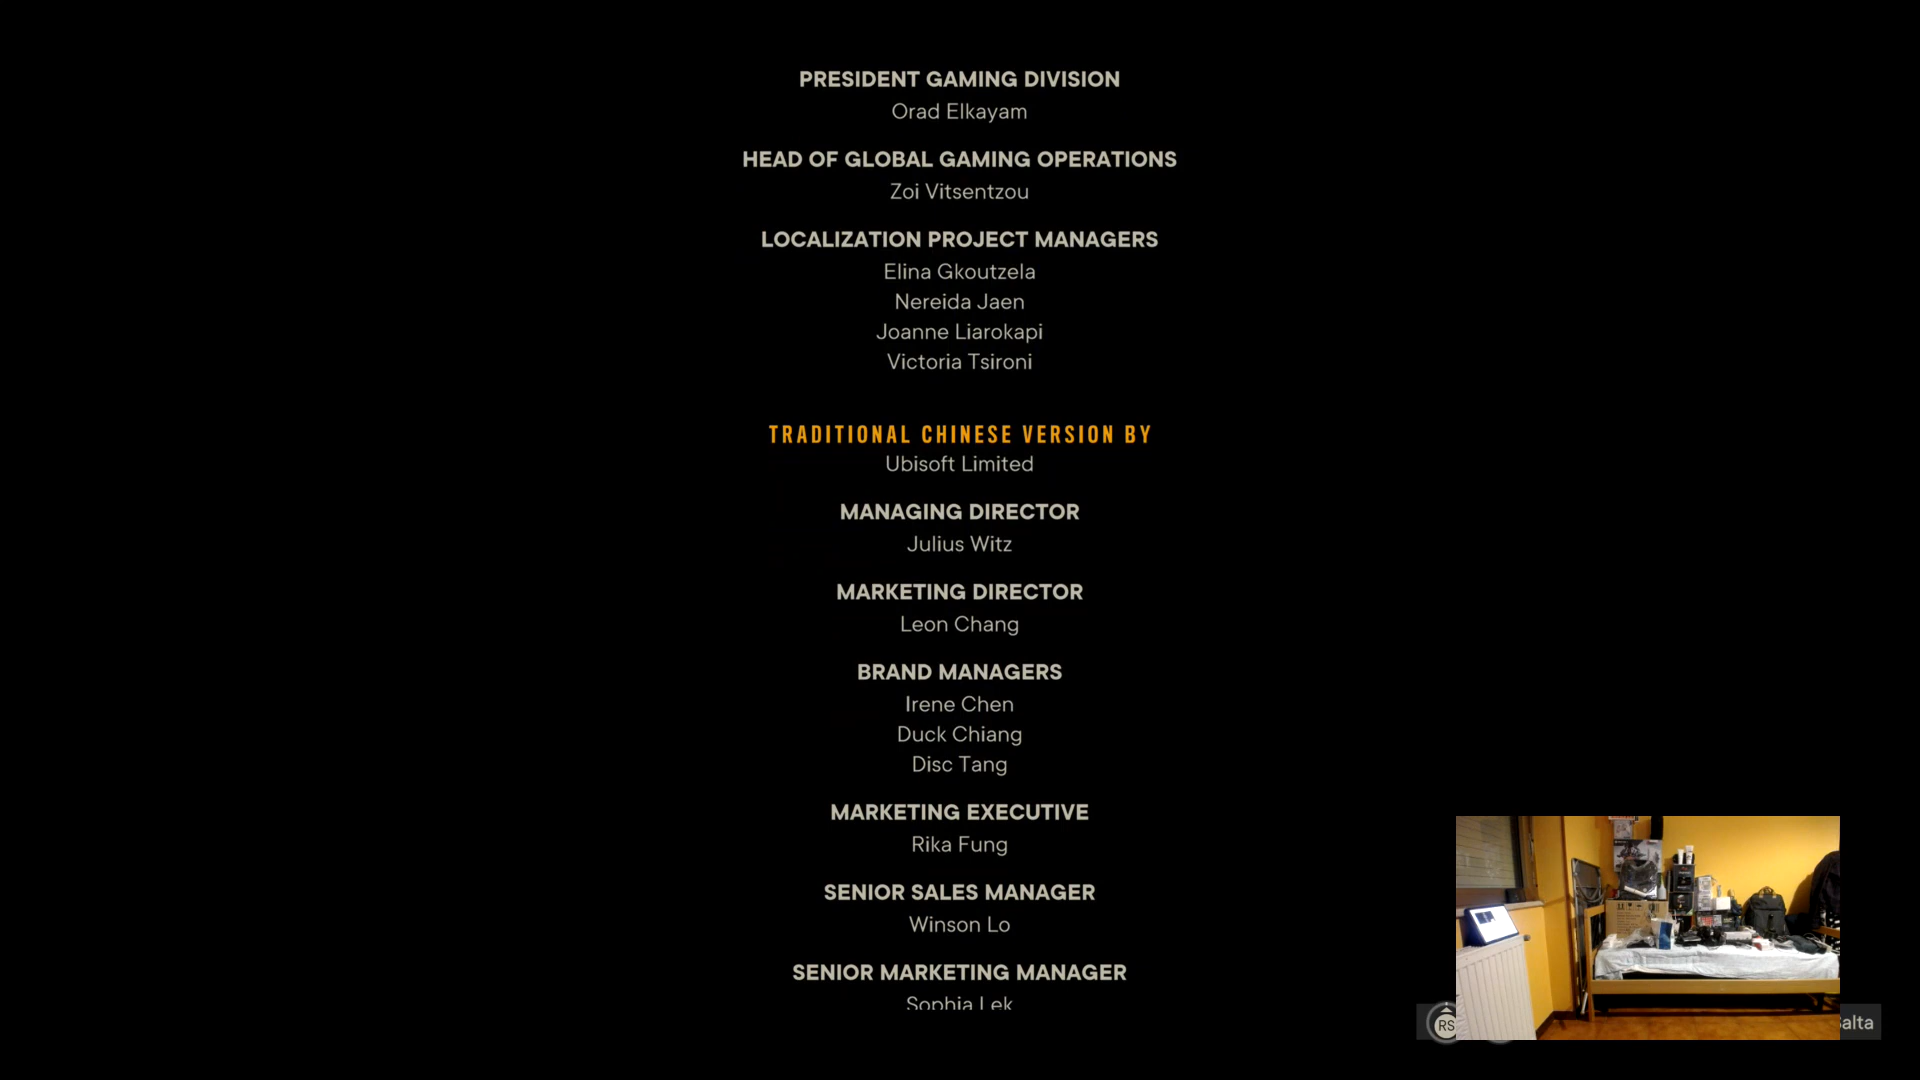 PRESIDENT GAMING DIVISION
Orad Elkayam
HEAD OF GLOBAL GAMING OPERATIONS
Zoi Vitsentzou
LOCALIZATION PROJECT MANAGERS
Elina Gkoutzela
Nereida Jaen
Joanne Liarokapi
Victoria Tsironi
TRADITIONAL CHINESE VERSION BY
Ubisoft Limited
MANAGING DIRECTOR
Julius Witz
MARKETING DIRECTOR
Leon Chang
BRAND MANAGERS
Irene Chen
Duck Chiang
Disc Tang
MARKETING EXECUTIVE
Rika Fung
SENIOR SALES MANAGER
Winson Lo
SENIOR MARKETING MANAGER
Sophia Lek
RS